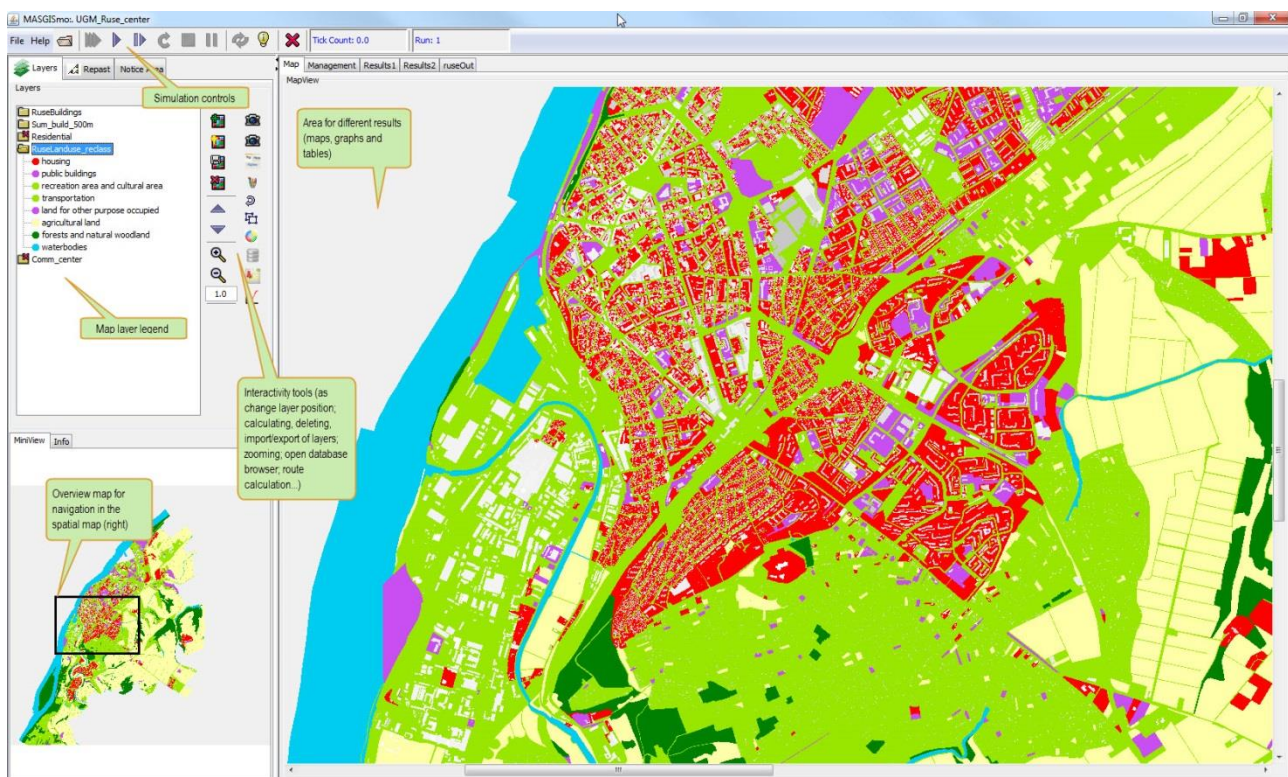 MASGISmo:. UGM_Ruse_center
File Help
Tick Count: 0.0
Run: 1
Layers
Repast
Notice Area
Simulation controls
Layers
RuseBuildings
Sum_build_500m
Residential
RuseLanduse_reclass
housing
public buildings
recreation area and cultural area
transportation
land for other purpose occupied
agricultural land
forests and natural woodland
waterbodies
Comm_center
1.0
Map layer legend
Interactivity tools (as
change layer position;
calculating, deleting,
import/export of layers;
zooming; open database
browser; route
calculation...)
MiniView
Info
Overview map for
navigation in the
spatial map (right)
Map
Management
Results1
Results2
ruseOut
MapView
Area for different results
(maps, graphs and
tables)